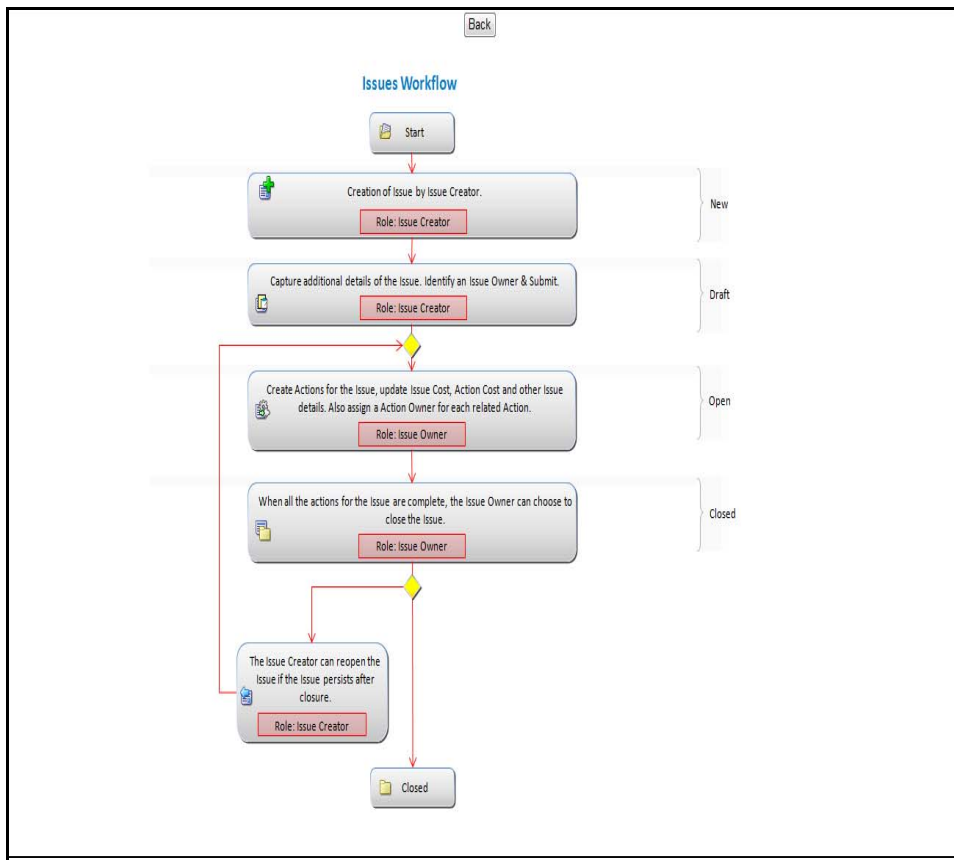 Back
Issues Workflow
Start
Creation of Issue by Issue Creator.
Role: Issue Creator
New
Capture additional details of the Issue. Identify an Issue Owner & Submit.
Role: Issue Creator
Draft
Create Actions for the Issue, update Issue Cost, Action Cost and other Issue
details. Also assign a Action Owner for each related Action.
Role: Issue Owner
Open
When all the actions for the Issue are complete, the Issue Owner can choose to
close the Issue.
Role: Issue Owner
Closed
The Issue Creator can reopen the
Issue if the Issue persists after
closure.
Role: Issue Creator
Closed